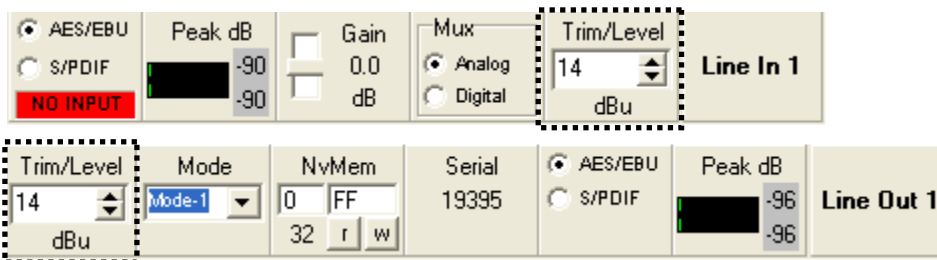 AES/EBU
S/PDIF
NO INPUT
Peak dB
-90
-90
Gain
0.0
dB
Mux
Analog
Digital
Trim/Level
14
dBu
Line In 1
Trim/Level
14
dBu
Mode
Mode-1
NvMem
0 FF
32 r w
Serial
19395
AES/EBU
S/PDIF
Peak dB
-96
-96
Line Out 1